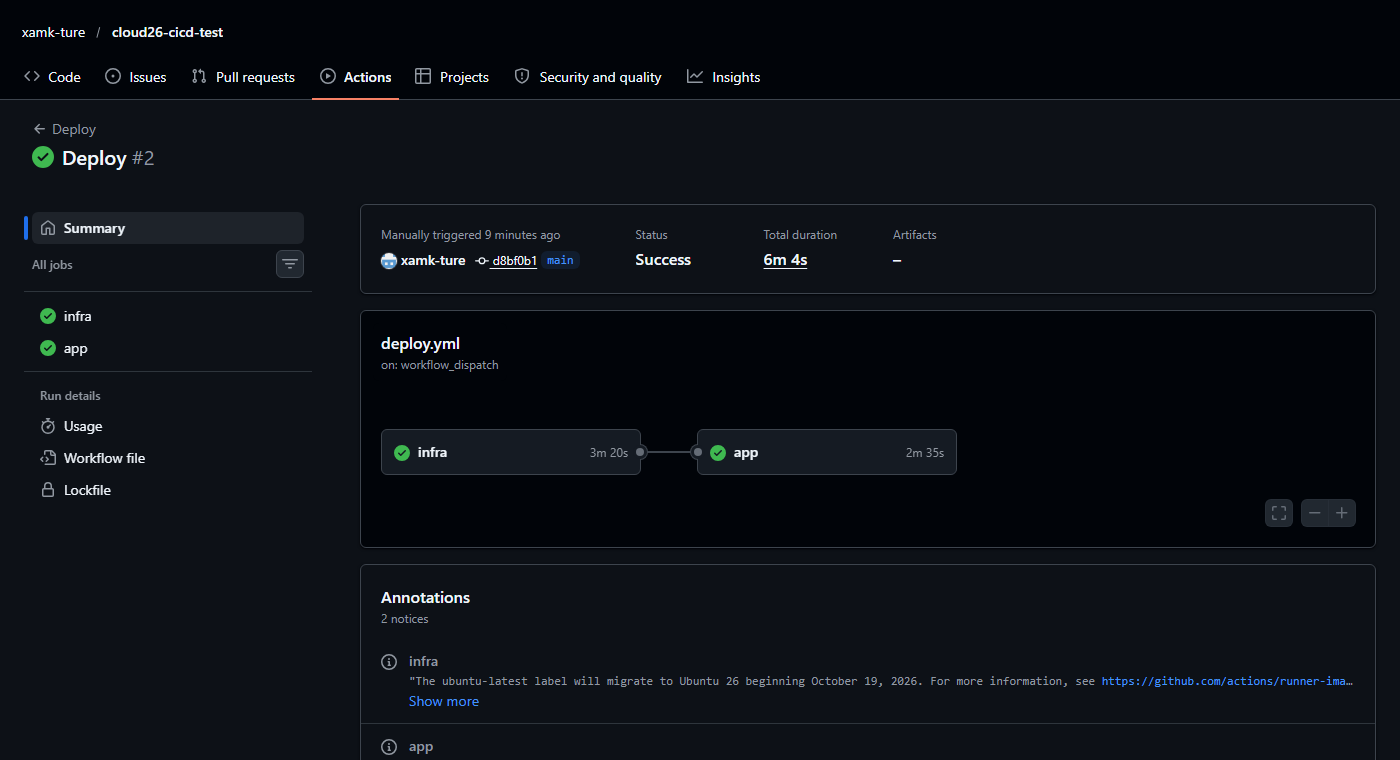 xamk-ture / cloud26-cicd-test
Code Issues Pull requests Actions Projects Security and quality Insights
Deploy
Deploy #2
Summary
All jobs
infra
app
Run details
Usage
Workflow file
Lockfile
Manually triggered 9 minutes ago
xamk-ture d8bf0b1 main
Status
Success
Total duration
6m 4s
Artifacts
–
deploy.yml
on: workflow_dispatch
infra 3m 20s
app 2m 35s
Annotations
2 notices
infra
"The ubuntu-latest label will migrate to Ubuntu 26 beginning October 19, 2026. For more information, see https://github.com/actions/runner-ima…
Show more
app